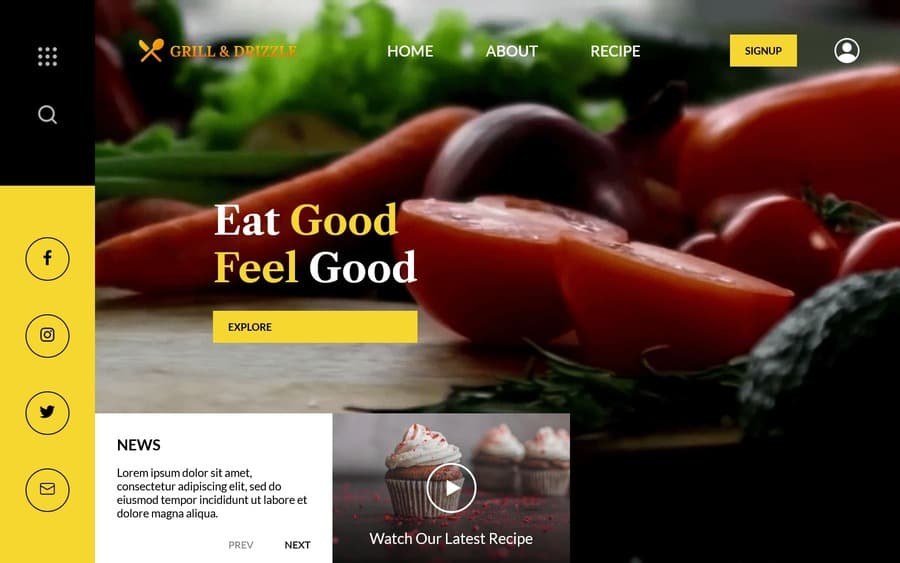 GRILL & DRIZZLE
HOME
ABOUT
RECIPE
SIGNUP
Eat Good
Feel Good
EXPLORE
NEWS
Lorem ipsum dolor sit amet,
consectetur adipiscing elit, sed do
eiusmod tempor incididunt ut labore et
dolore magna aliqua.
PREV
NEXT
Watch Our Latest Recipe